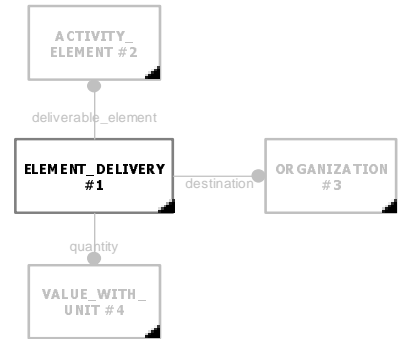 ACTIVITY_
ELEMENT #2
deliverable_element
ELEMENT_DELIVERY
#1
destination
ORGANIZATION
#3
quantity
VALUE_WITH_
UNIT #4